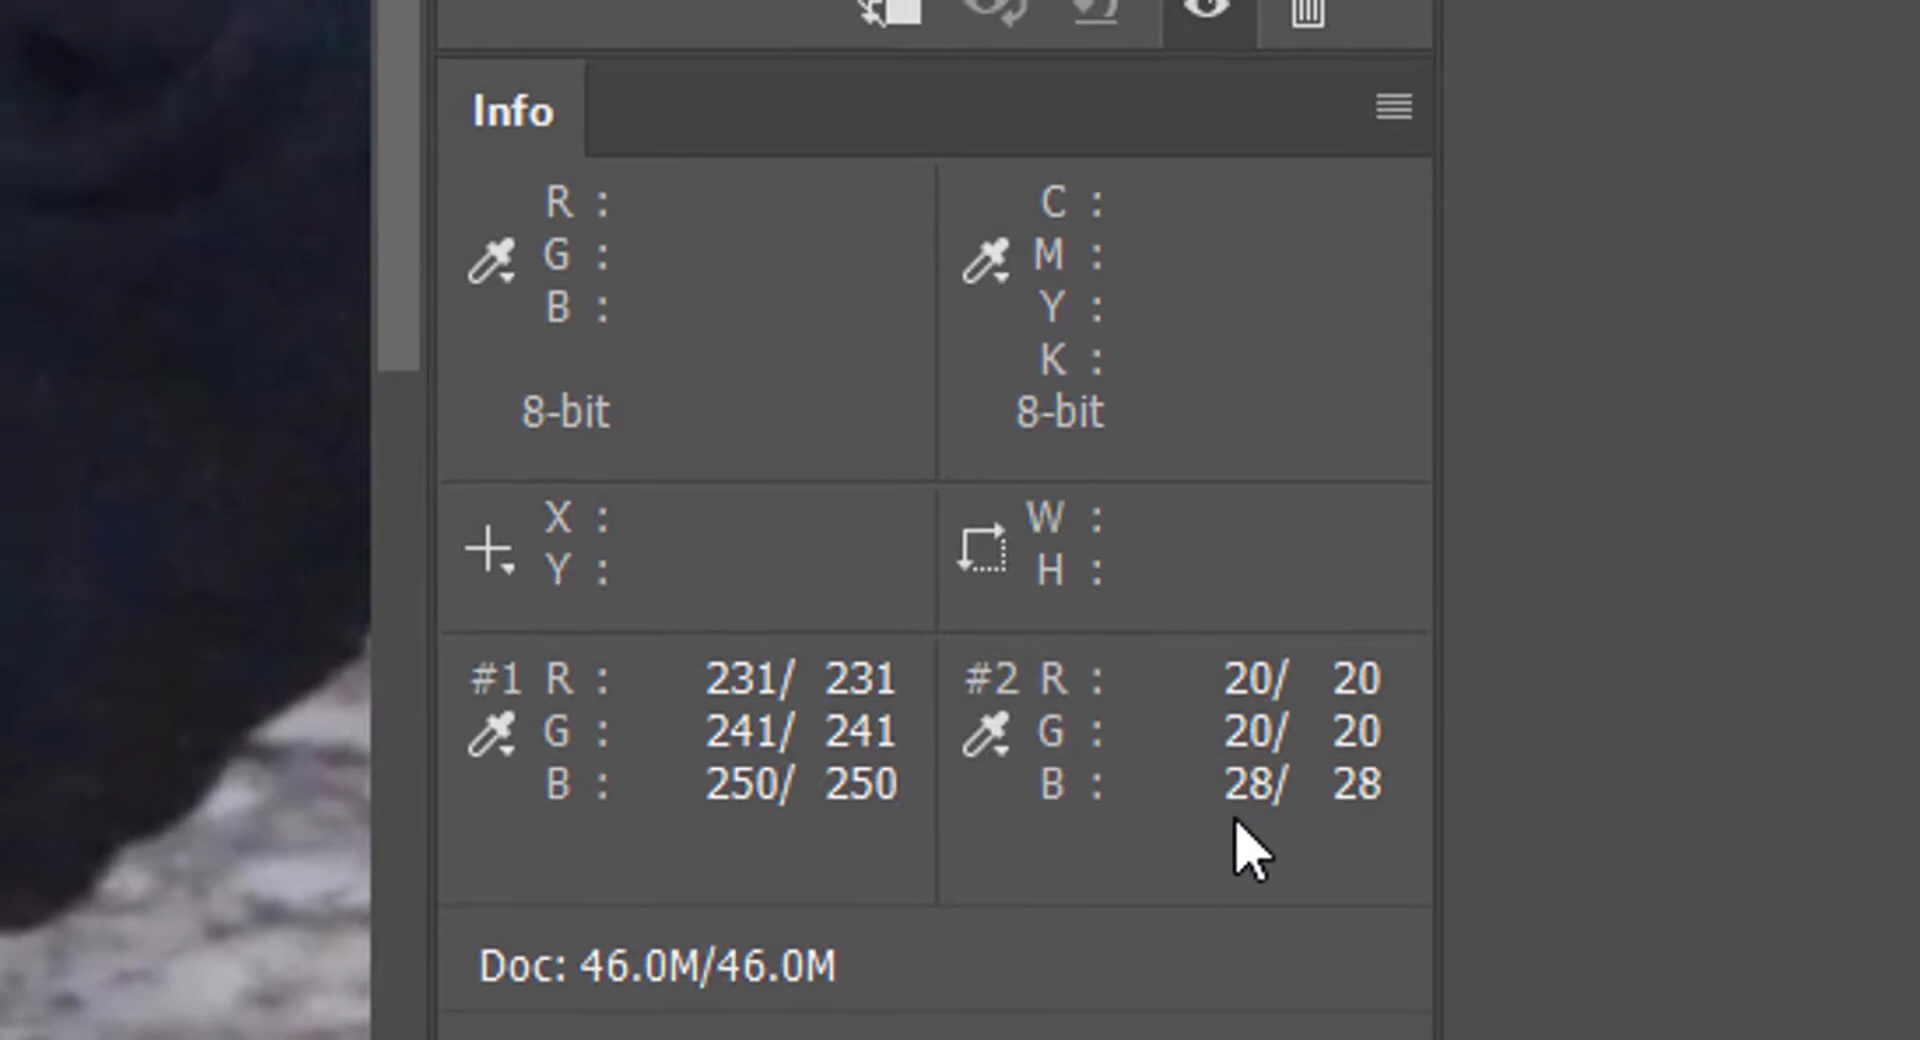 Info
R :
G :
B :
8-bit
C :
M :
Y :
K :
8-bit
X :
Y :
W :
H :
#1 R : 231/ 231
G : 241/ 241
B : 250/ 250
#2 R : 20/ 20
G : 20/ 20
B : 28/ 28
Doc: 46.0M/46.0M